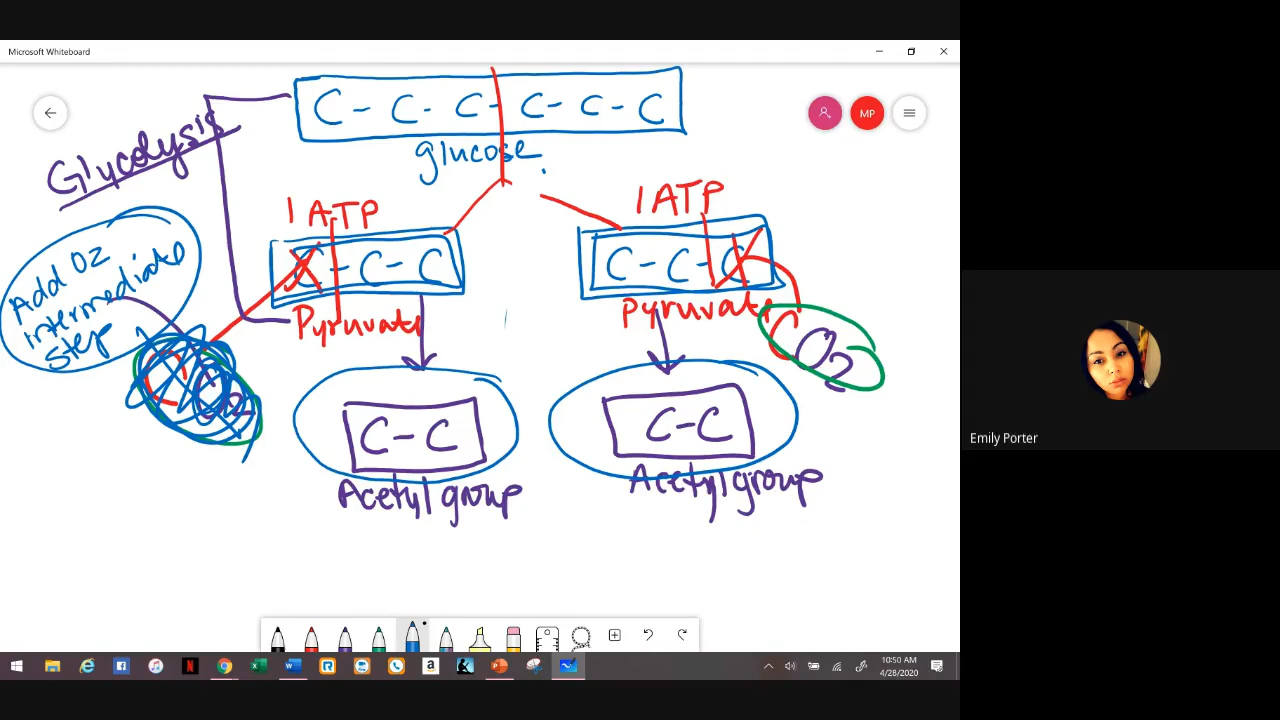 Microsoft Whiteboard
C - C - C - C - C - C
glucose
Glycolysis
MP
1 ATP
1 ATP
C - C - C
C - C - C
Pyruvate
Pyruvate
Add O2
intermediate
step
CO2
CO2
C - C
C - C
Acetyl group
Acetyl group
Emily Porter
10:50 AM
4/28/2020